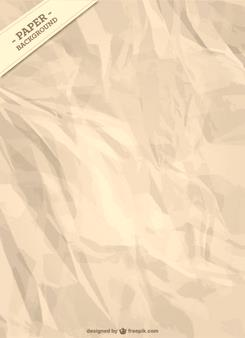 - PAPER -
BACKGROUND
designed by freepik.com